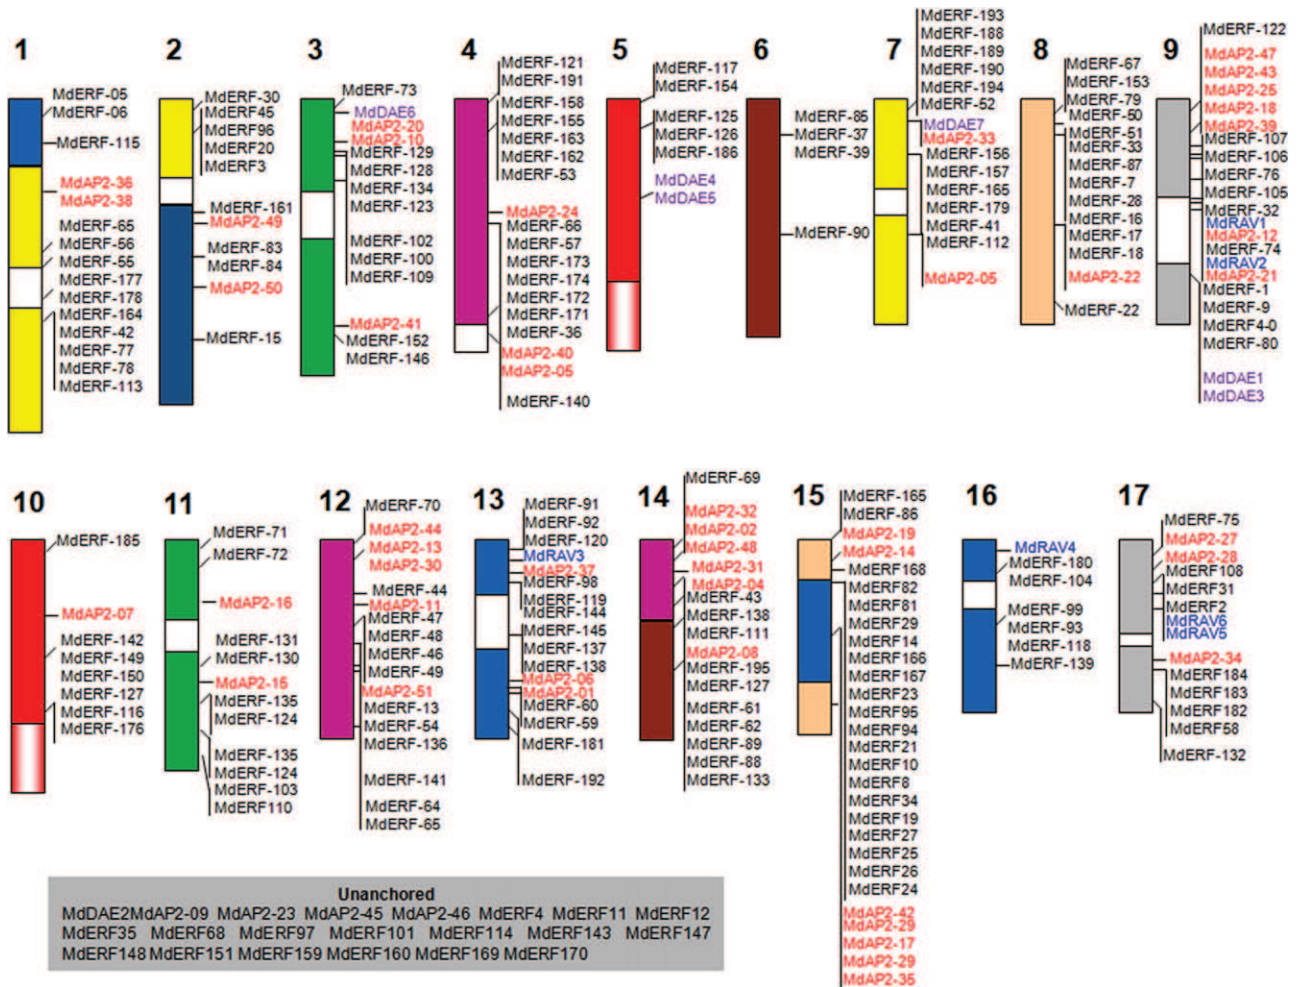 1
MdERF-05
MdERF-06
MdERF-115
MdAP2-36
MdAP2-38
MdERF-65
MdERF-56
MdERF-55
MdERF-177
MdERF-178
MdERF-164
MdERF-42
MdERF-77
MdERF-78
MdERF-113
2
MdERF-30
MdERF45
MdERF96
MdERF20
MdERF3
MdERF-161
MdAP2-49
MdERF-83
MdERF-84
MdAP2-50
MdERF-15
3
MdERF-73
MdDAE6
MdAP2-20
MdAP2-10
MdERF-129
MdERF-128
MdERF-134
MdERF-123
MdERF-102
MdERF-100
MdERF-109
MdAP2-41
MdERF-152
MdERF-146
4
MdERF-121
MdERF-191
MdERF-158
MdERF-155
MdERF-163
MdERF-162
MdERF-53
MdAP2-24
MdERF-66
MdERF-57
MdERF-173
MdERF-174
MdERF-172
MdERF-171
MdERF-36
MdAP2-40
MdAP2-05
MdERF-140
5
MdERF-117
MdERF-154
MdERF-125
MdERF-126
MdERF-186
MdDAE4
MdDAE5
6
MdERF-85
MdERF-37
MdERF-39
MdERF-90
7
MdERF-193
MdERF-188
MdERF-189
MdERF-190
MdERF-194
MdERF-52
MdDAE7
MdAP2-33
MdERF-156
MdERF-157
MdERF-165
MdERF-179
MdERF-41
MdERF-112
MdAP2-05
8
MdERF-67
MdERF-153
MdERF-79
MdERF-50
MdERF-51
MdERF-33
MdERF-87
MdERF-7
MdERF-28
MdERF-16
MdERF-17
MdERF-18
MdAP2-22
MdERF-22
9
MdERF-122
MdAP2-47
MdAP2-43
MdAP2-25
MdAP2-18
MdAP2-39
MdERF-107
MdERF-106
MdERF-76
MdERF-105
MdERF-32
MdRAV1
MdAP2-12
MdERF-74
MdRAV2
MdAP2-21
MdERF-1
MdERF-9
MdERF4-0
MdERF-80
MdDAE1
MdDAE3
10
MdERF-185
MdAP2-07
MdERF-142
MdERF-149
MdERF-150
MdERF-127
MdERF-116
MdERF-176
11
MdERF-71
MdERF-72
MdAP2-16
MdERF-131
MdERF-130
MdAP2-15
MdERF-135
MdERF-124
MdERF-135
MdERF-124
MdERF-103
MdERF110
12
MdERF-70
MdAP2-44
MdAP2-13
MdAP2-30
MdERF-44
MdAP2-11
MdERF-47
MdERF-48
MdERF-46
MdERF-49
MdAP2-51
MdERF-13
MdERF-54
MdERF-136
MdERF-141
MdERF-64
MdERF-65
13
MdERF-91
MdERF-92
MdERF-120
MdRAV3
MdAP2-37
MdERF-98
MdERF-119
MdERF-144
MdERF-145
MdERF-137
MdERF-138
MdAP2-06
MdAP2-01
MdERF-60
MdERF-59
MdERF-181
MdERF-192
14
MdERF-69
MdAP2-32
MdAP2-02
MdAP2-48
MdAP2-31
MdAP2-04
MdERF-43
MdERF-138
MdERF-111
MdAP2-08
MdERF-195
MdERF-127
MdERF-61
MdERF-62
MdERF-89
MdERF-88
MdERF-133
15
MdERF-165
MdERF-86
MdAP2-19
MdAP2-14
MdERF168
MdERF82
MdERF81
MdERF29
MdERF14
MdERF166
MdERF167
MdERF23
MdERF95
MdERF94
MdERF21
MdERF10
MdERF8
MdERF34
MdERF19
MdERF27
MdERF25
MdERF26
MdERF24
MdAP2-42
MdAP2-29
MdAP2-17
MdAP2-29
MdAP2-35
16
MdRAV4
MdERF-180
MdERF-104
MdERF-99
MdERF-93
MdERF-118
MdERF-139
17
MdERF-75
MdAP2-27
MdAP2-28
MdERF108
MdERF31
MdERF2
MdRAV6
MdRAV5
MdAP2-34
MdERF184
MdERF183
MdERF182
MdERF58
MdERF-132
Unanchored
MdDAE2MdAP2-09 MdAP2-23 MdAP2-45 MdAP2-46 MdERF4 MdERF11 MdERF12
MdERF35 MdERF68 MdERF97 MdERF101 MdERF114 MdERF143 MdERF147
MdERF148 MdERF151 MdERF159 MdERF160 MdERF169 MdERF170